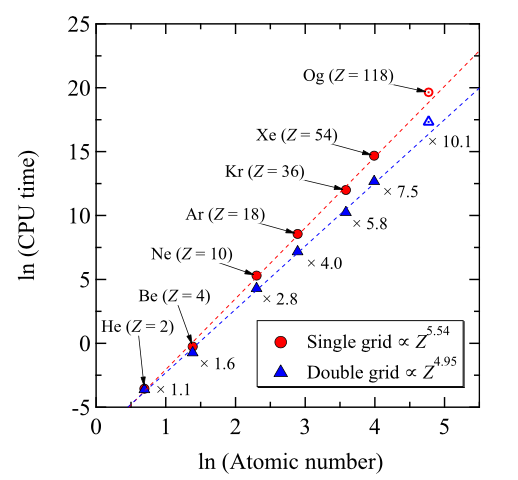 25
20
15
10
5
0
-5
0
1
2
3
4
5
ln (CPU time)
ln (Atomic number)
Og (Z = 118)
Xe (Z = 54)
Kr (Z = 36)
Ar (Z = 18)
Ne (Z = 10)
Be (Z = 4)
He (Z = 2)
× 10.1
× 7.5
× 5.8
× 4.0
× 2.8
× 1.6
× 1.1
Single grid ∝ Z^5.54
Double grid ∝ Z^4.95